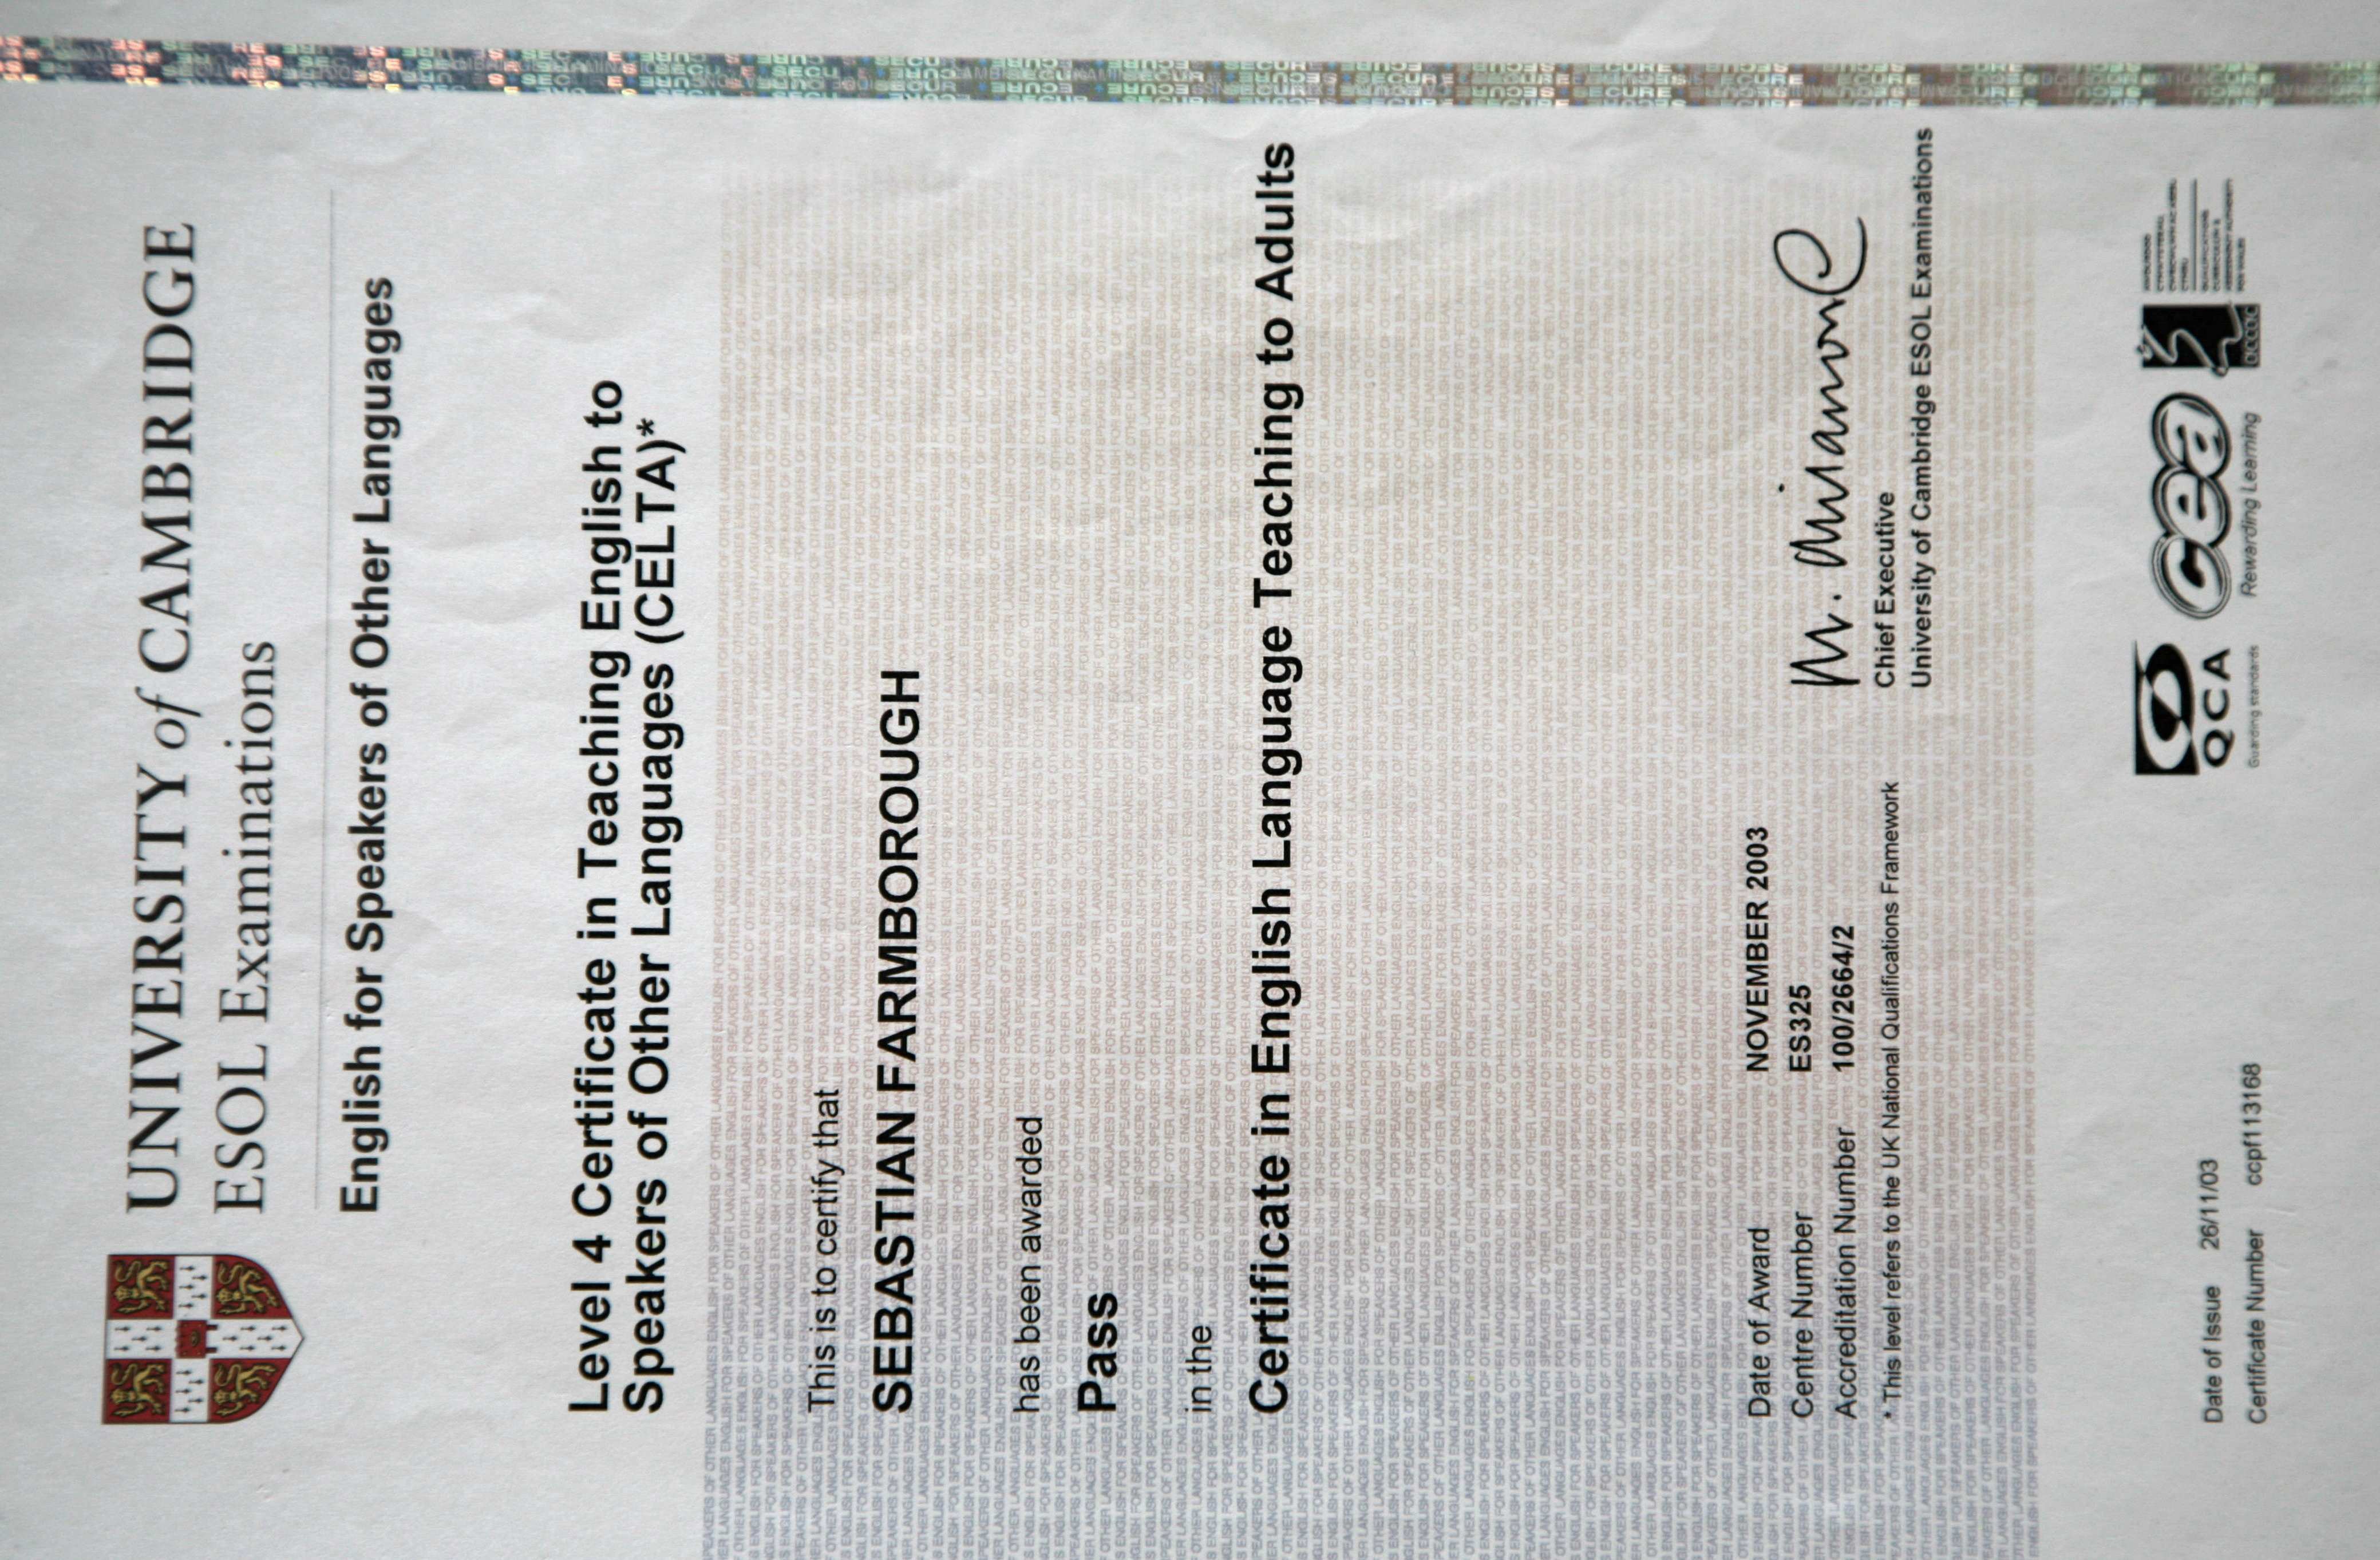 UNIVERSITY of CAMBRIDGE
ESOL Examinations
English for Speakers of Other Languages
Level 4 Certificate in Teaching English to
Speakers of Other Languages (CELTA)*
This is to certify that
SEBASTIAN FARMBOROUGH
has been awarded
Pass
in the
Certificate in English Language Teaching to Adults
Date of Award NOVEMBER 2003
Centre Number ES325
Accreditation Number 100/2664/2
* This level refers to the UK National Qualifications Framework
Chief Executive
University of Cambridge ESOL Examinations
Date of Issue 26/11/03
Certificate Number ccpf113168
QCA
Guarding standards
cea
Rewarding Learning